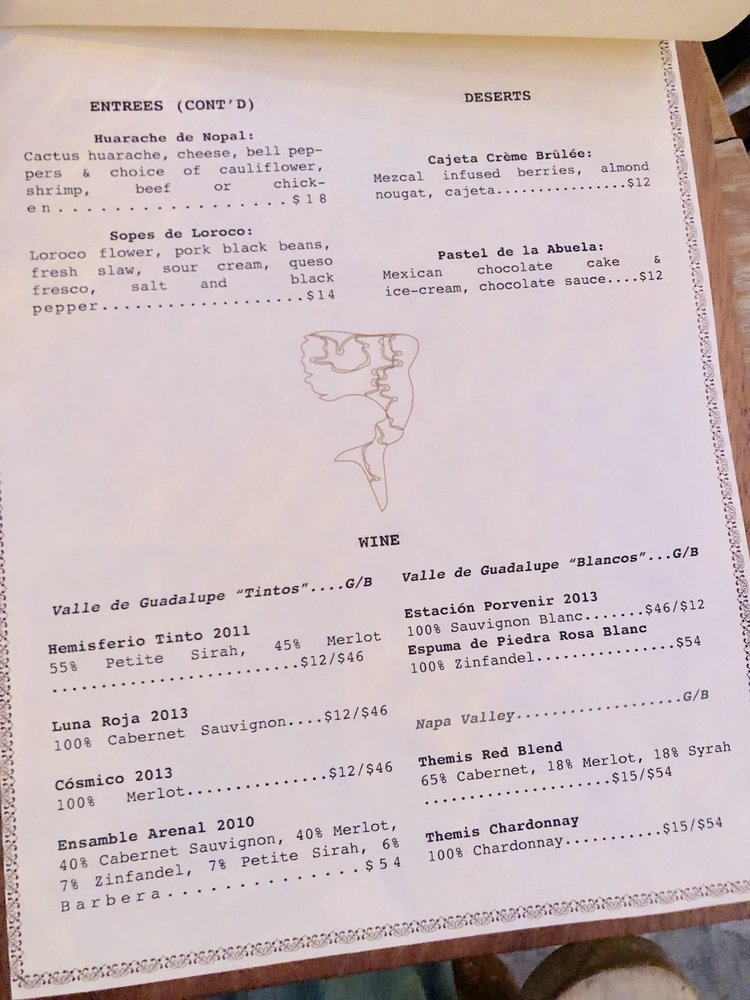 ENTREES (CONT'D)
Huarache de Nopal:
Cactus huarache, cheese, bell pep-
pers & choice of cauliflower,
shrimp, beef or chick-
en..................$18
Sopes de Loroco:
Loroco flower, pork black beans,
fresh slaw, sour cream, queso
fresco, salt and black
pepper...................$14
DESERTS
Cajeta Crème Brûlée:
Mezcal infused berries, almond
nougat, cajeta................$12
Pastel de la Abuela:
Mexican chocolate cake &
ice-cream, chocolate sauce....$12
WINE
Valle de Guadalupe “Tintos”....G/B
Hemisferio Tinto 2011
55% Petite Sirah, 45% Merlot
........................$12/$46
Luna Roja 2013
100% Cabernet Sauvignon....$12/$46
Cósmico 2013
100% Merlot..............$12/$46
Ensamble Arenal 2010
40% Cabernet Sauvignon, 40% Merlot,
7% Zinfandel, 7% Petite Sirah, 6%
Barbera..............$54
Valle de Guadalupe “Blancos”...G/B
Estación Porvenir 2013
100% Sauvignon Blanc.......$46/$12
Espuma de Piedra Rosa Blanc
100% Zinfandel................$54
Napa Valley...................G/B
Themis Red Blend
65% Cabernet, 18% Merlot, 18% Syrah
.....................$15/$54
Themis Chardonnay
100% Chardonnay...........$15/$54